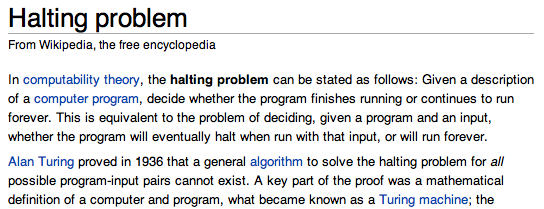 Halting problem
From Wikipedia, the free encyclopedia
In computability theory, the halting problem can be stated as follows: Given a description
of a computer program, decide whether the program finishes running or continues to run
forever. This is equivalent to the problem of deciding, given a program and an input,
whether the program will eventually halt when run with that input, or will run forever.
Alan Turing proved in 1936 that a general algorithm to solve the halting problem for all
possible program-input pairs cannot exist. A key part of the proof was a mathematical
definition of a computer and program, what became known as a Turing machine; the